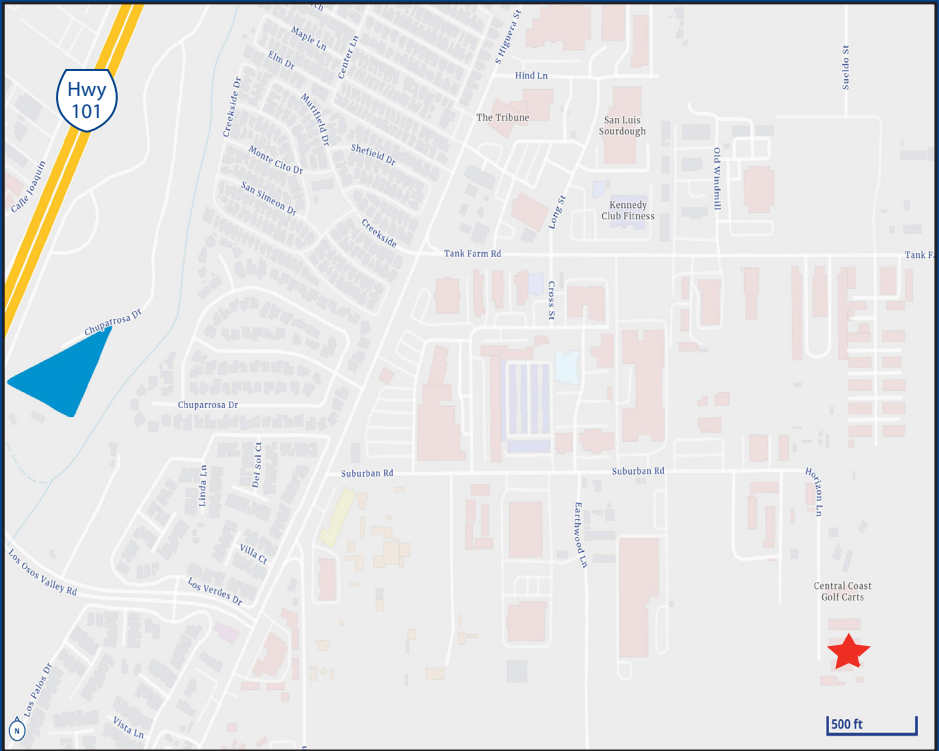 th
Maple Ln
Center Ln
S Higuera St
Elm Dr
Hind Ln
Sueldo St
Hwy
101
Creekside Dr
Muirfield Dr
The Tribune
San Luis
Sourdough
Shefield Dr
Monte Cito Dr
Old Windmill
Calle Joaquin
San Simeon Dr
Long St
Kennedy
Club Fitness
Creekside
Tank Farm Rd
Tank Fa
Cross St
Chuparrosa Dr
Chuparrosa Dr
Suburban Rd
Suburban Rd
Horizon Ln
Linda Ln
Del Sol Ct
Earthwood Ln
Villa Ct
Los Osos Valley Rd
Los Verdes Dr
Central Coast
Golf Carts
Los Palos Dr
Vista Ln
N
500 ft